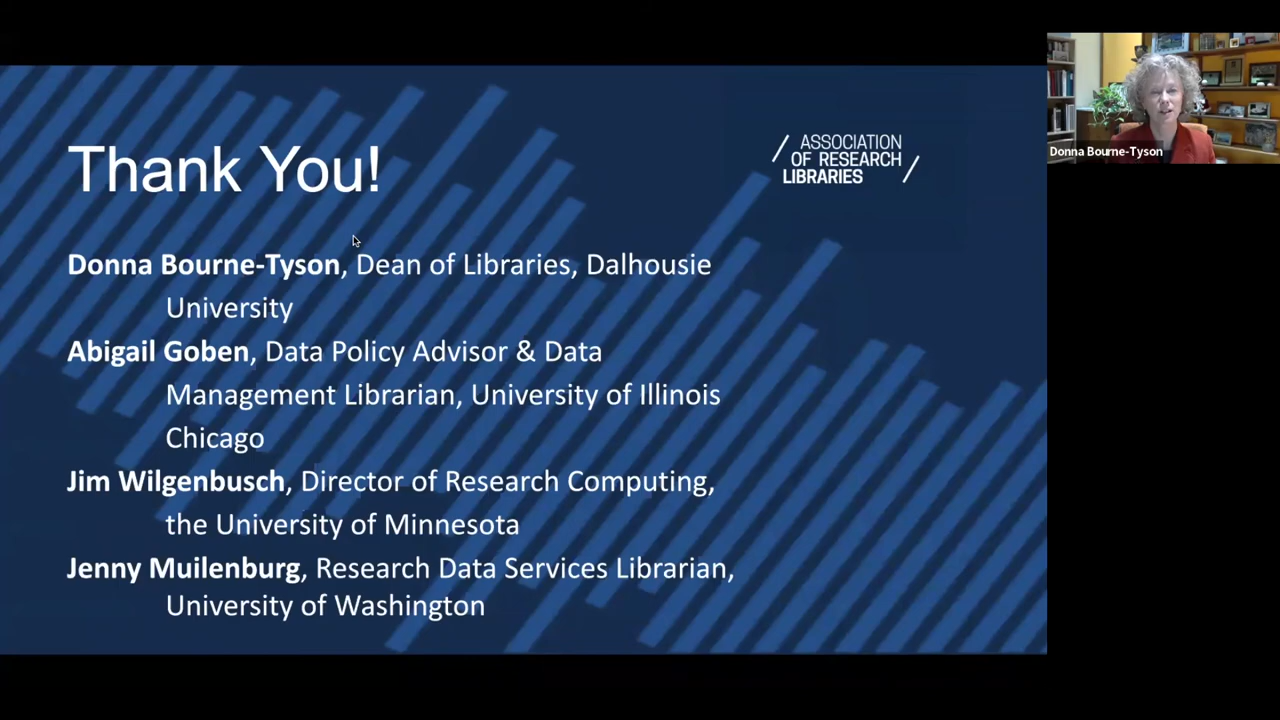 Thank You!
ASSOCIATION
OF RESEARCH
LIBRARIES
Donna Bourne-Tyson, Dean of Libraries, Dalhousie
University
Abigail Goben, Data Policy Advisor & Data
Management Librarian, University of Illinois
Chicago
Jim Wilgenbusch, Director of Research Computing,
the University of Minnesota
Jenny Muilenburg, Research Data Services Librarian,
University of Washington
Donna Bourne-Tyson